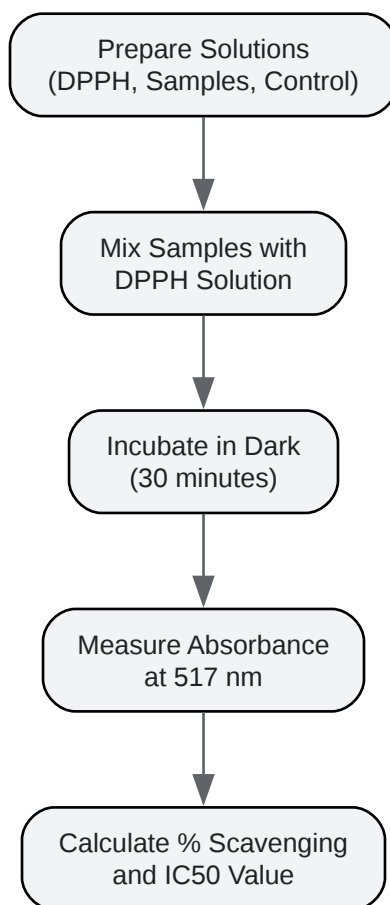 Prepare Solutions
(DPPH, Samples, Control)
Mix Samples with
DPPH Solution
Incubate in Dark
(30 minutes)
Measure Absorbance
at 517 nm
Calculate % Scavenging
and IC50 Value